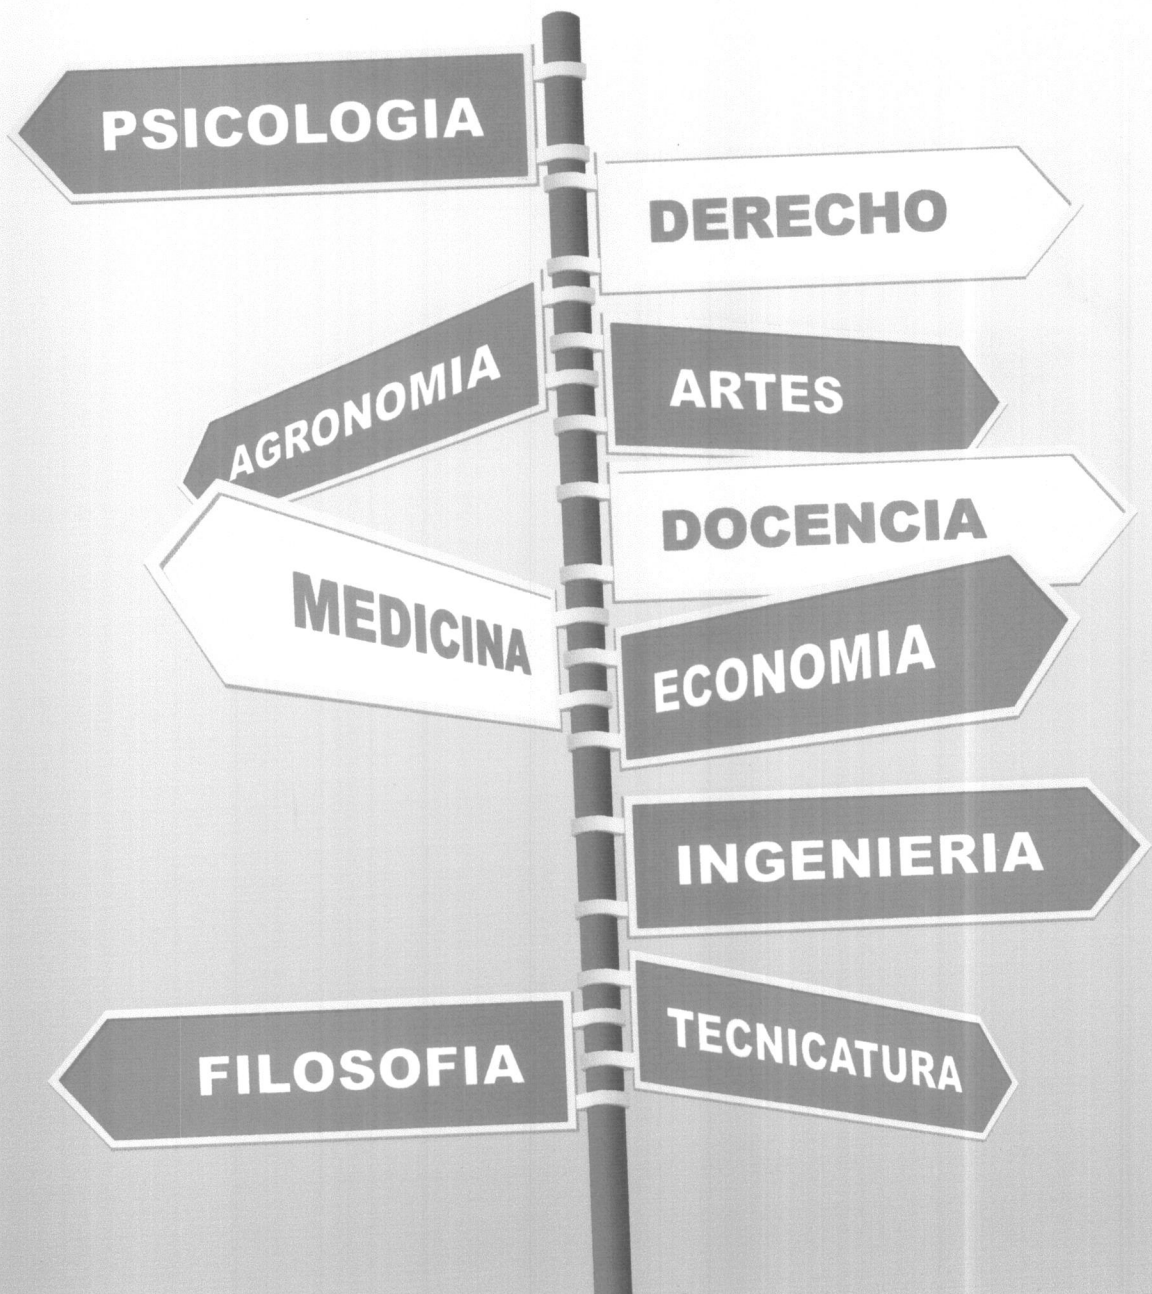 PSICOLOGIA
DERECHO
AGRONOMIA
ARTES
DOCENCIA
MEDICINA
ECONOMIA
INGENIERIA
TECNICATURA
FILOSOFIA